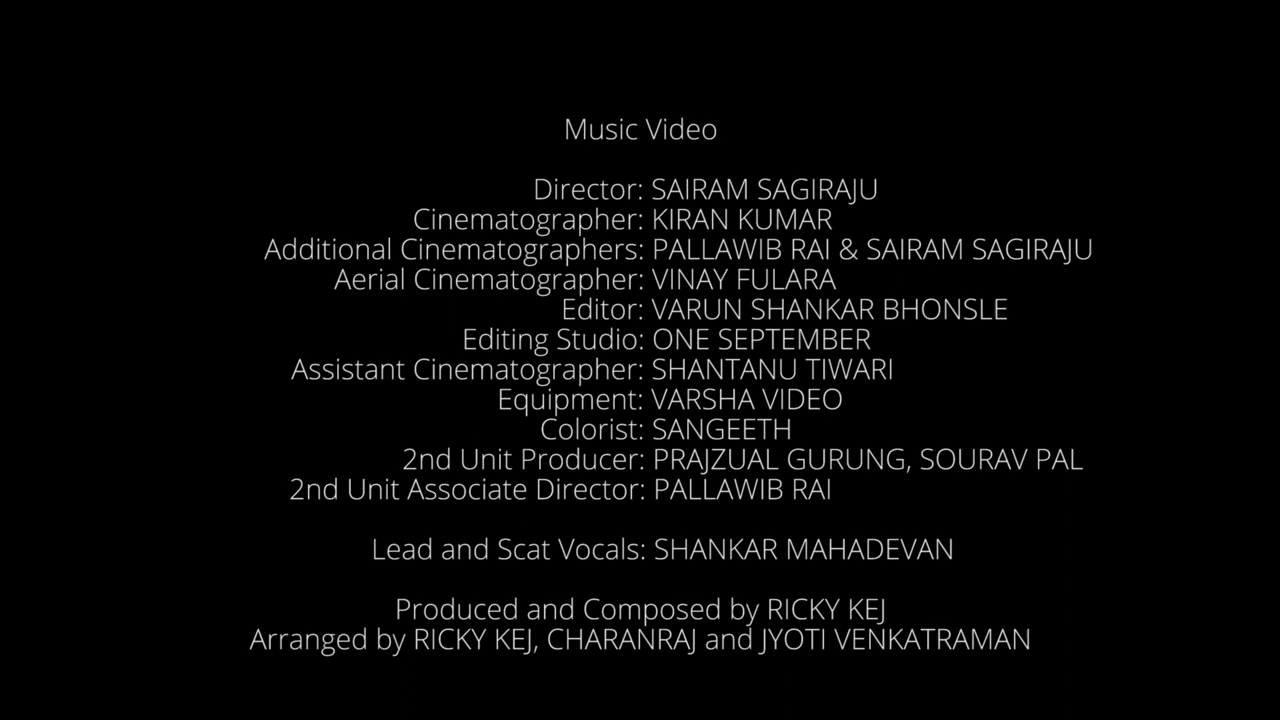 Music Video
Director: SAIRAM SAGIRAJU
Cinematographer: KIRAN KUMAR
Additional Cinematographers: PALLAWIB RAI & SAIRAM SAGIRAJU
Aerial Cinematographer: VINAY FULARA
Editor: VARUN SHANKAR BHONSLE
Editing Studio: ONE SEPTEMBER
Assistant Cinematographer: SHANTANU TIWARI
Equipment: VARSHA VIDEO
Colorist: SANGEETH
2nd Unit Producer: PRAJZUAL GURUNG, SOURAV PAL
2nd Unit Associate Director: PALLAWIB RAI
Lead and Scat Vocals: SHANKAR MAHADEVAN
Produced and Composed by RICKY KEJ
Arranged by RICKY KEJ, CHARANRAJ and JYOTI VENKATRAMAN